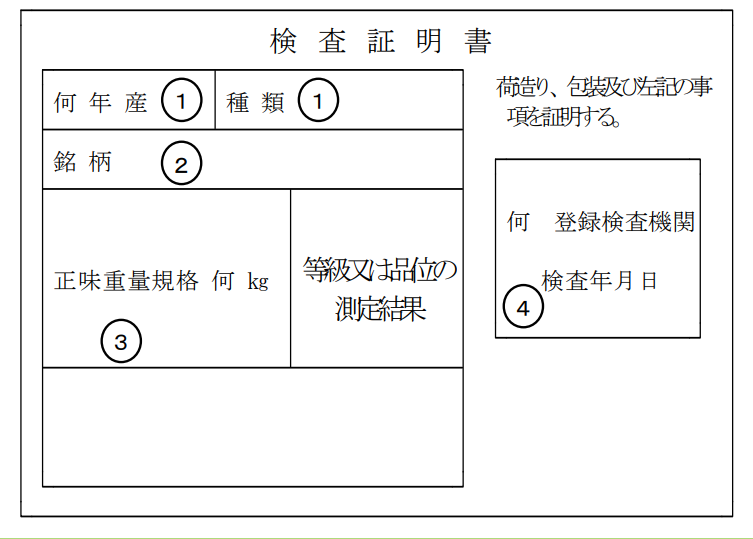 検査証明書
何年産 ① 種類 ①
荷造り、包装及び左記の事
項を証明する。
銘柄 ②
正味重量規格 何 kg
③
等級又は品位の
測定結果
何 登録検査機関
検査年月日
④